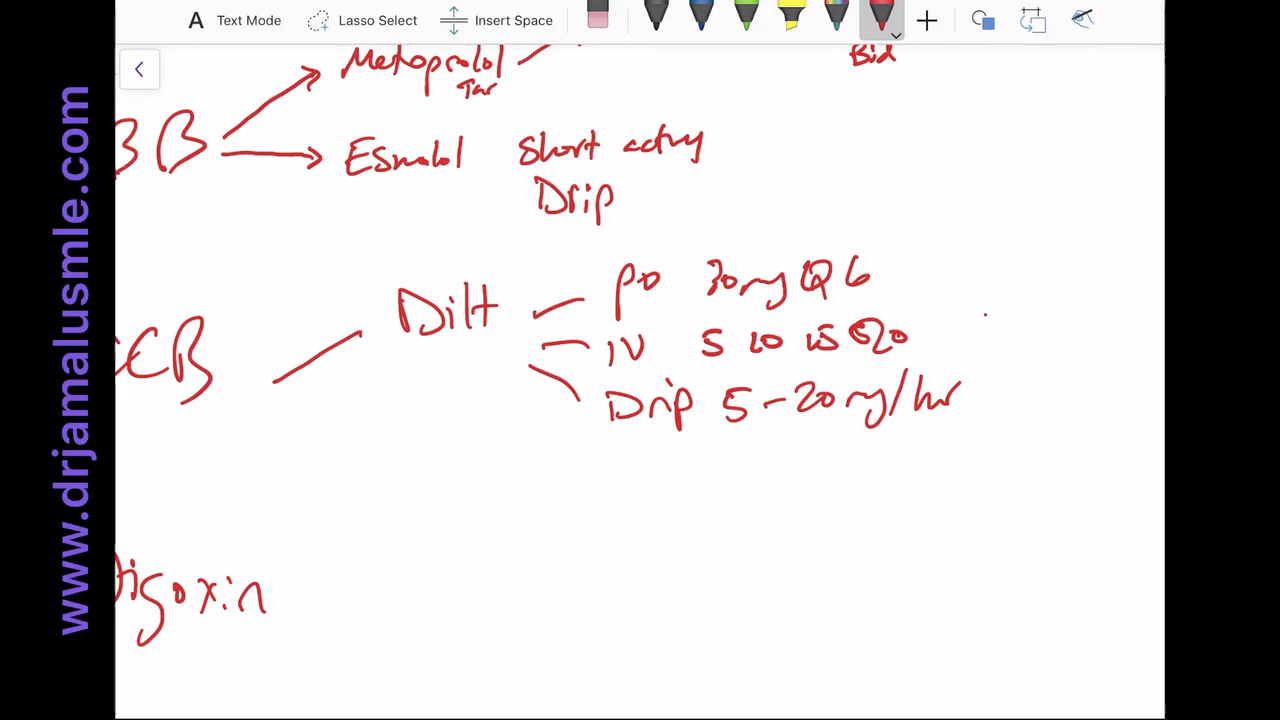 Text Mode Lasso Select Insert Space
www.drjamalusmle.com
Metoprolol Bid
Tar
BB
Esmolol Short acting
Drip
Dilt
PO 30mg Q6
IV 5 10 15 20
Drip 5-20mg/hr
CCB
Digoxin